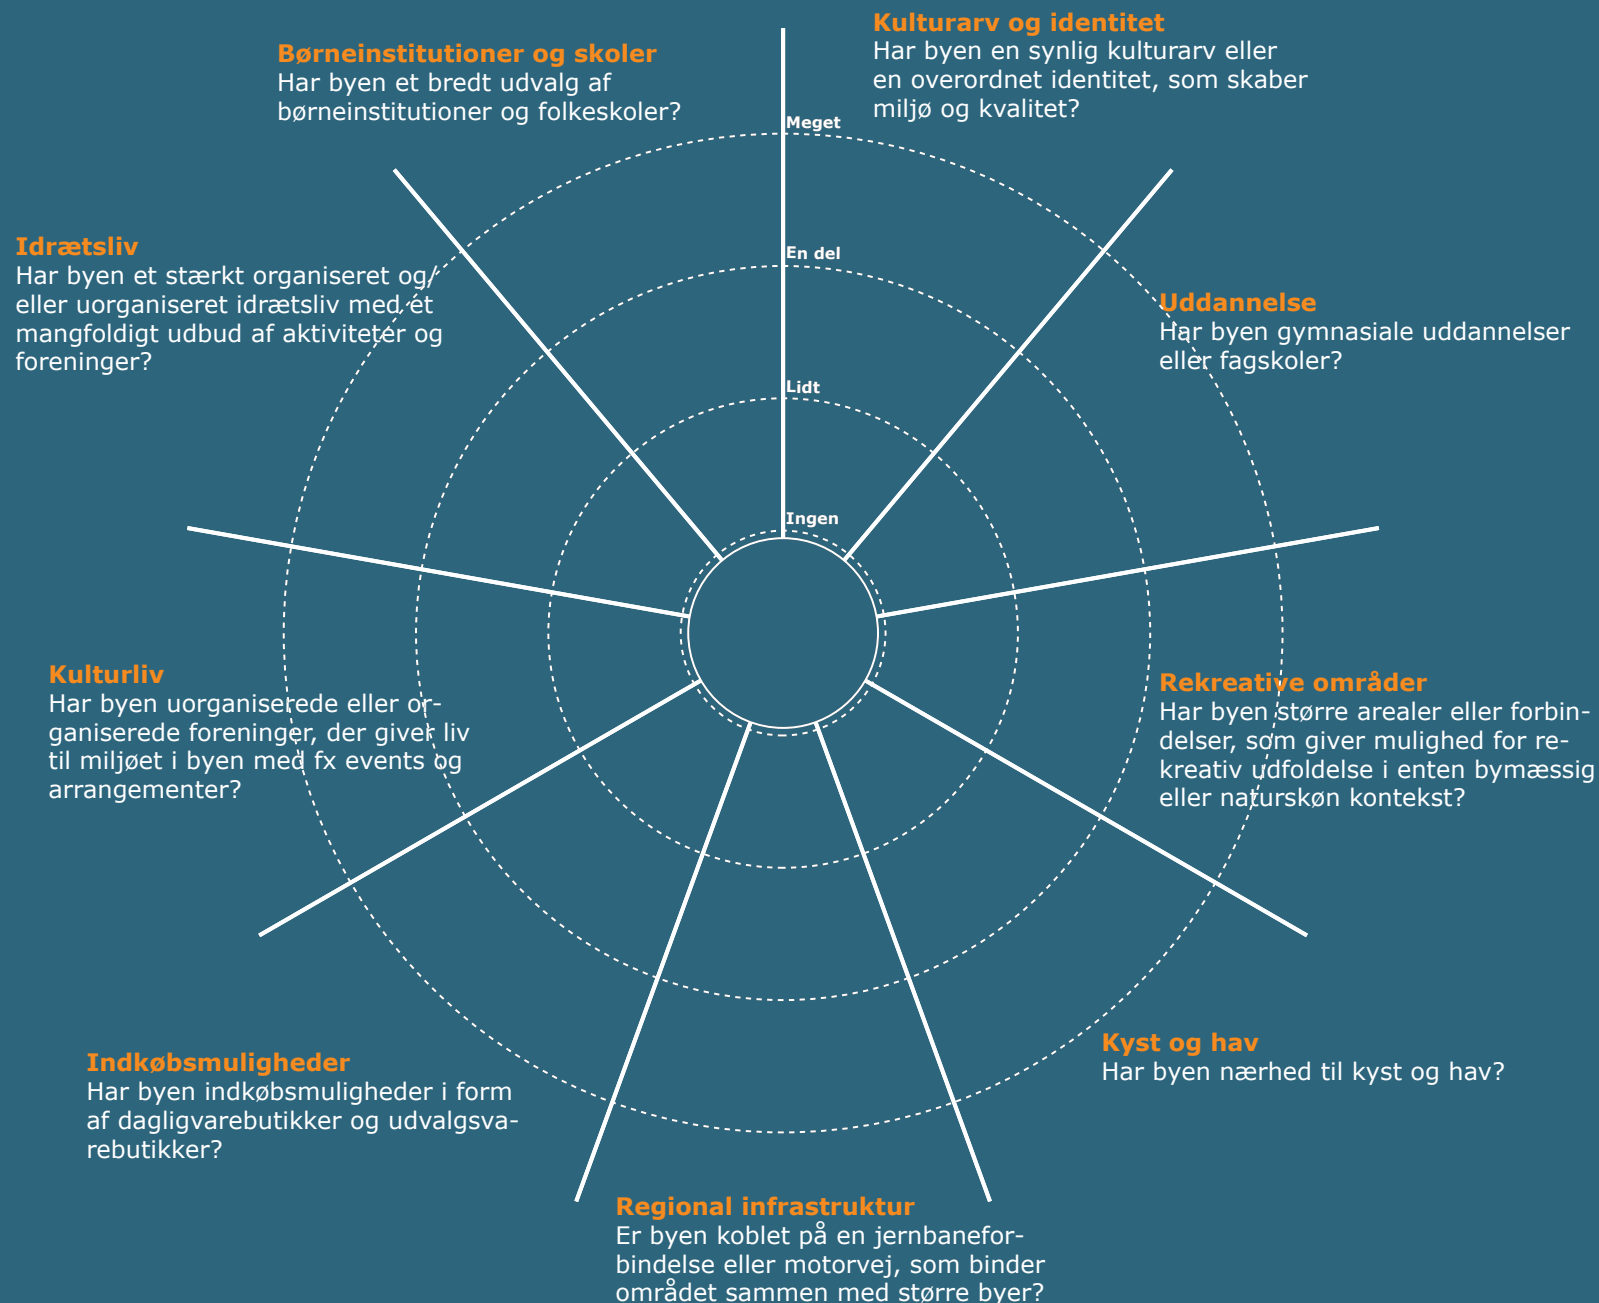 Kulturarv og identitet
Har byen en synlig kulturarv eller
en overordnet identitet, som skaber
miljø og kvalitet?
Børneinstitutioner og skoler
Har byen et bredt udvalg af
børneinstitutioner og folkeskoler?
Meget
En del
Lidt
Ingen
Idrætsliv
Har byen et stærkt organiseret og/
eller uorganiseret idrætsliv med et
mangfoldigt udbud af aktiviteter og
foreninger?
Uddannelse
Har byen gymnasiale uddannelser
eller fagskoler?
Kulturliv
Har byen uorganiserede eller or-
ganiserede foreninger, der giver liv
til miljøet i byen med fx events og
arrangementer?
Rekreative områder
Har byen større arealer eller forbin-
delser, som giver mulighed for re-
kreativ udfoldelse i enten bymæssig
eller naturskøn kontekst?
Kyst og hav
Har byen nærhed til kyst og hav?
Indkøbsmuligheder
Har byen indkøbsmuligheder i form
af dagligvarebutikker og udvalgsva-
rebutikker?
Regional infrastruktur
Er byen koblet på en jernbanefor-
bindelse eller motorvej, som binder
området sammen med større byer?